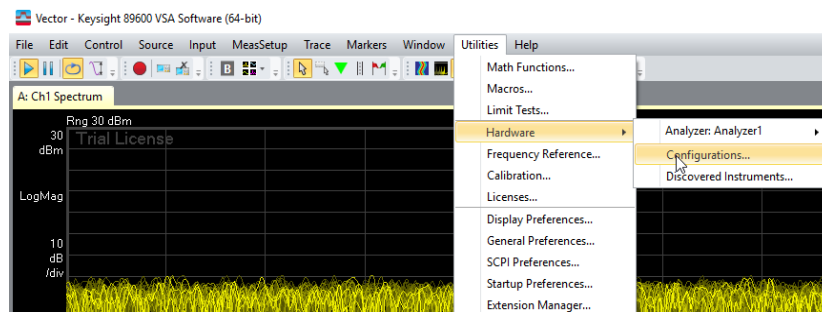 Vector - Keysight 89600 VSA Software (64-bit)
File Edit Control Source Input MeasSetup Trace Markers Window Utilities Help
B
A: Ch1 Spectrum
Rng 30 dBm
30
dBm
Trial License
LogMag
10
dB
/div
Math Functions...
Macros...
Limit Tests...
Hardware
Frequency Reference...
Calibration...
Licenses...
Display Preferences...
General Preferences...
SCPI Preferences...
Startup Preferences...
Extension Manager...
Analyzer: Analyzer1
Configurations...
Discovered Instruments...